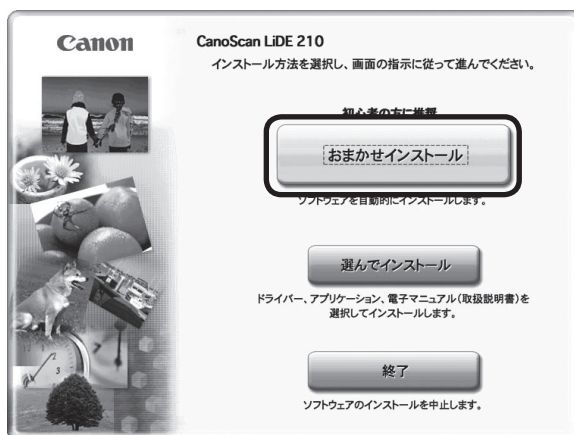 Canon
CanoScan LiDE 210
インストール方法を選択し、画面の指示に従って進んでください。
初心者の方に推奨
おまかせインストール
ソフトウェアを自動的にインストールします。
選んでインストール
ドライバー、アプリケーション、電子マニュアル(取扱説明書)を
選択してインストールします。
終了
ソフトウェアのインストールを中止します。